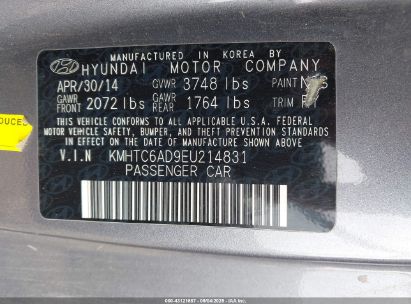 MANUFACTURED IN KOREA BY
HYUNDAI MOTOR COMPANY
APR/30/14 GVWR 3748 lbs PAINT
GAWR FRONT 2072 lbs GAWR REAR 1764 lbs TRIM
THIS VEHICLE CONFORMS TO ALL APPLICABLE U.S. FEDERAL
MOTOR VEHICLE SAFETY, BUMPER, AND THEFT PREVENTION STANDARDS
IN EFFECT ON THE DATE OF MANUFACTURE SHOWN ABOVE.
V.I.N KMHTC6AD9EU214831
PASSENGER CAR